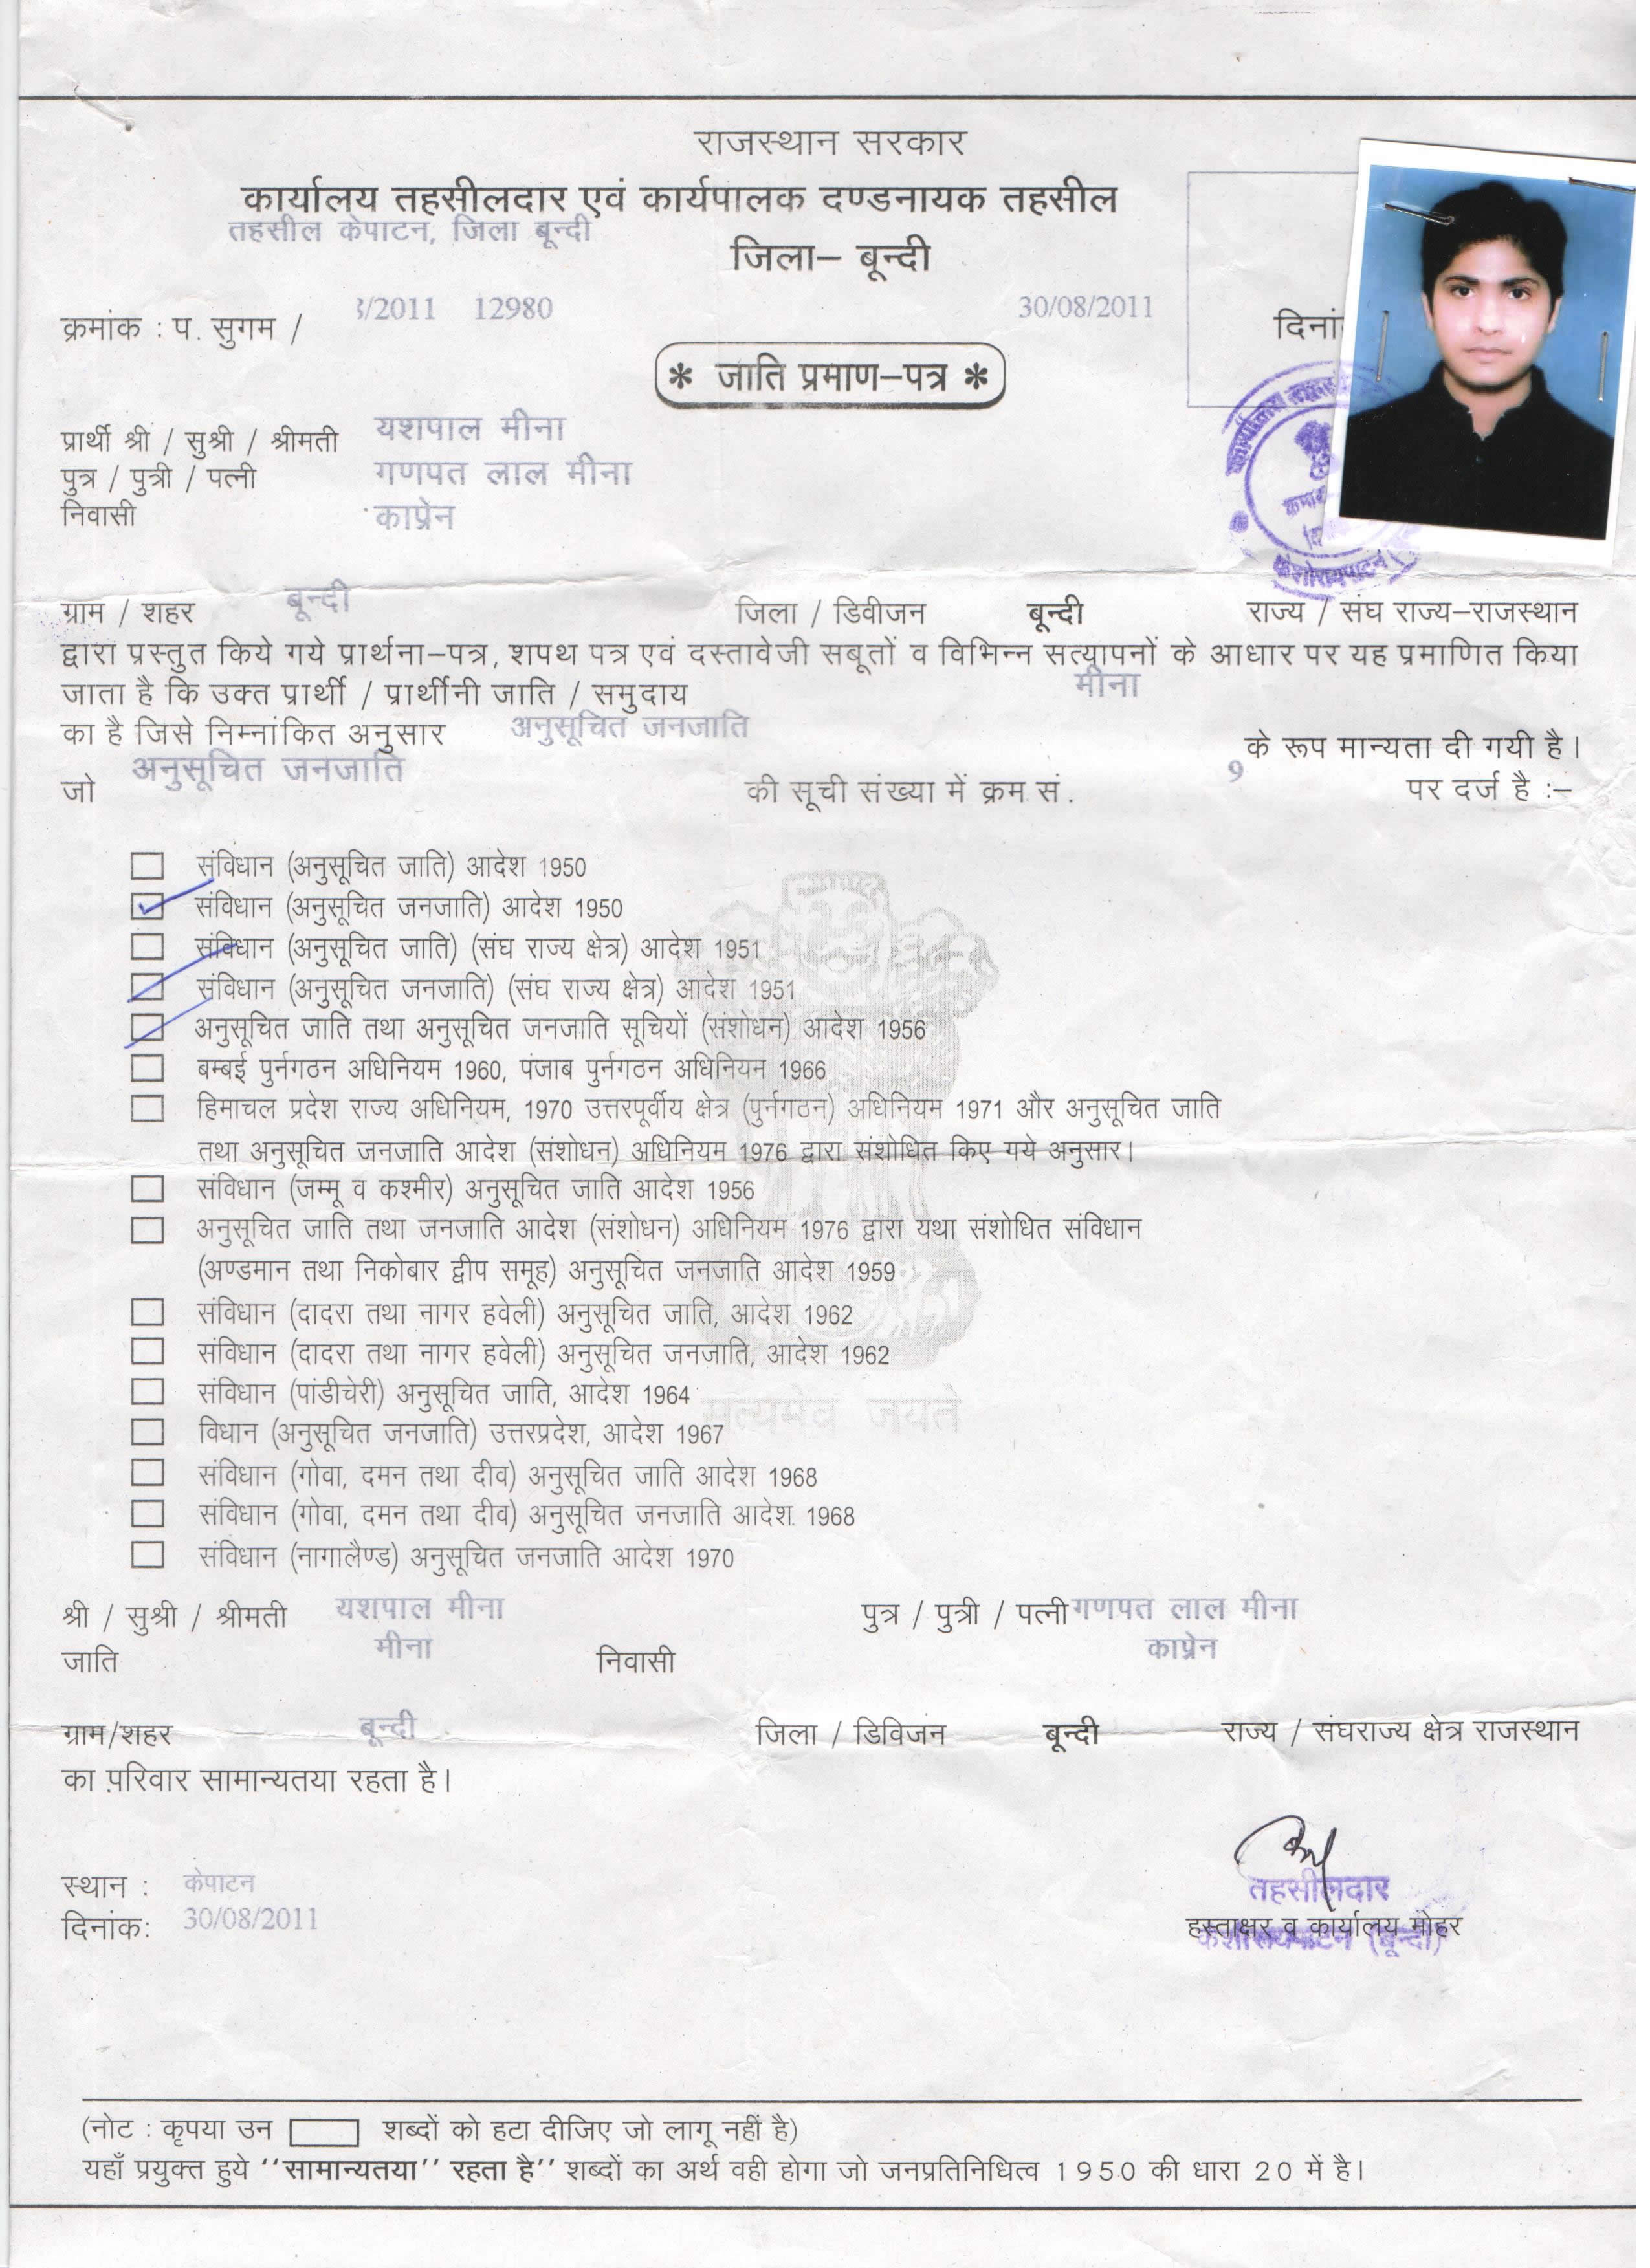 राजस्थान सरकार
कार्यालय तहसीलदार एवं कार्यपालक दण्डनायक तहसील
तहसील केपाटन, जिला बून्दी
जिला– बून्दी
क्रमांक : प. सुगम / /2011 12980 30/08/2011
* जाति प्रमाण–पत्र *
प्रार्थी श्री / सुश्री / श्रीमती यशपाल मीना
पुत्र / पुत्री / पत्नी गणपत लाल मीना
निवासी काप्रेन
ग्राम / शहर बून्दी जिला / डिवीजन बून्दी राज्य / संघ राज्य–राजस्थान
द्वारा प्रस्तुत किये गये प्रार्थना–पत्र, शपथ पत्र एवं दस्तावेजी सबूतों व विभिन्न सत्यापनों के आधार पर यह प्रमाणित किया
जाता है कि उक्त प्रार्थी / प्रार्थीनी जाति / समुदाय मीना
का है जिसे निम्नांकित अनुसार अनुसूचित जनजाति के रूप मान्यता दी गयी है।
जो अनुसूचित जनजाति की सूची संख्या में क्रम सं. 9 पर दर्ज है :–
संविधान (अनुसूचित जाति) आदेश 1950
संविधान (अनुसूचित जनजाति) आदेश 1950
संविधान (अनुसूचित जाति) (संघ राज्य क्षेत्र) आदेश 1951
संविधान (अनुसूचित जनजाति) (संघ राज्य क्षेत्र) आदेश 1951
अनुसूचित जाति तथा अनुसूचित जनजाति सूचियों (संशोधन) आदेश 1956
बम्बई पुर्नगठन अधिनियम 1960, पंजाब पुर्नगठन अधिनियम 1966
हिमाचल प्रदेश राज्य अधिनियम, 1970 उत्तरपूर्वीय क्षेत्र (पुर्नगठन) अधिनियम 1971 और अनुसूचित जाति
तथा अनुसूचित जनजाति आदेश (संशोधन) अधिनियम 1976 द्वारा संशोधित किए गये अनुसार।
संविधान (जम्मू व कश्मीर) अनुसूचित जाति आदेश 1956
अनुसूचित जाति तथा जनजाति आदेश (संशोधन) अधिनियम 1976 द्वारा यथा संशोधित संविधान
(अण्डमान तथा निकोबार द्वीप समूह) अनुसूचित जनजाति आदेश 1959
संविधान (दादरा तथा नागर हवेली) अनुसूचित जाति, आदेश 1962
संविधान (दादरा तथा नागर हवेली) अनुसूचित जनजाति, आदेश 1962
संविधान (पांडीचेरी) अनुसूचित जाति, आदेश 1964
सत्यमेव जयते
विधान (अनुसूचित जनजाति) उत्तरप्रदेश, आदेश 1967
संविधान (गोवा, दमन तथा दीव) अनुसूचित जाति आदेश 1968
संविधान (गोवा, दमन तथा दीव) अनुसूचित जनजाति आदेश 1968
संविधान (नागालैण्ड) अनुसूचित जनजाति आदेश 1970
श्री / सुश्री / श्रीमती यशपाल मीना पुत्र / पुत्री / पत्नी गणपत लाल मीना
जाति मीना निवासी काप्रेन
ग्राम/शहर बून्दी जिला / डिविजन बून्दी राज्य / संघराज्य क्षेत्र राजस्थान
का परिवार सामान्यतया रहता है।
स्थान : केपाटन
तहसीलदार
दिनांक: 30/08/2011
हस्ताक्षर व कार्यालय मोहर
केशोरायपाटन (बून्दी)
(नोट : कृपया उन शब्दों को हटा दीजिए जो लागू नहीं है)
यहाँ प्रयुक्त हुये ''सामान्यतया'' रहता है'' शब्दों का अर्थ वही होगा जो जनप्रतिनिधित्व 1950 की धारा 20 में है।